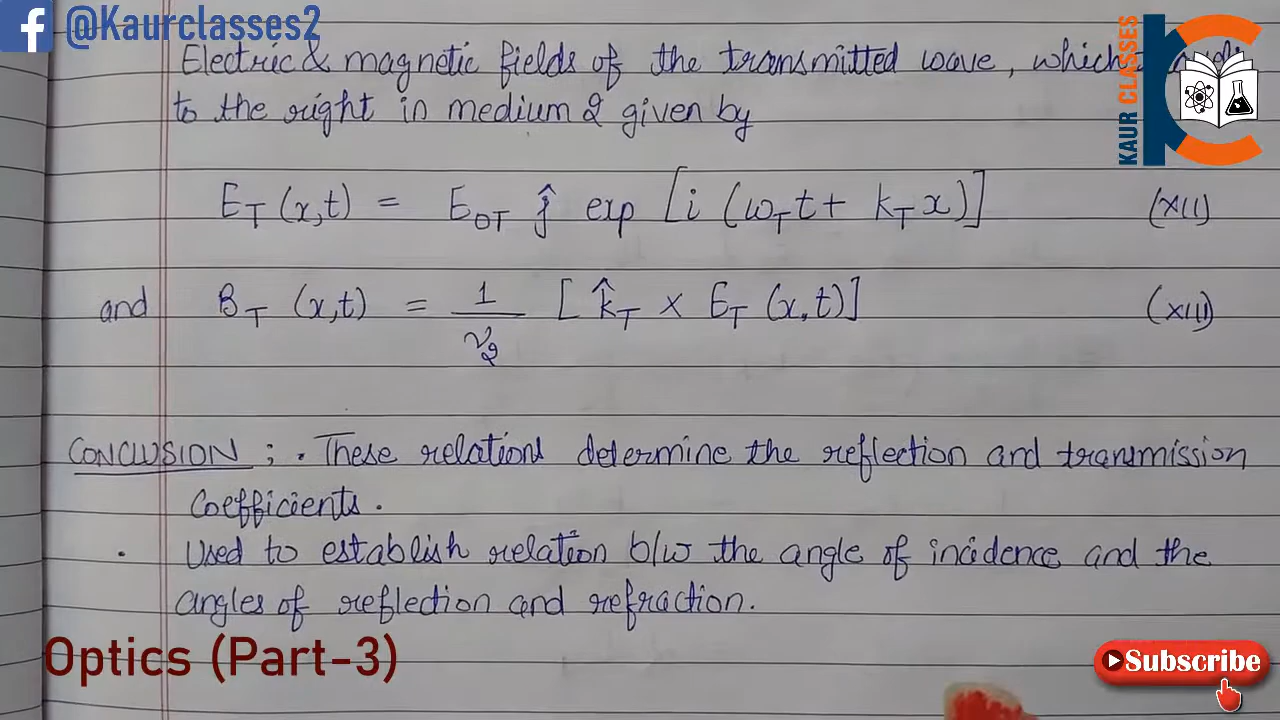 f @Kaurclasses2
Electric & magnetic fields of the transmitted wave, which
to the right in medium 2 given by
KAUR CLASSES
E_T (x,t) = E_OT ĵ exp [i (ω_T t + k_T x)] (XII)
and B_T (x,t) = 1/v_2 [k̂_T × E_T (x,t)] (XIII)
CONCLUSION ; . These relations determine the reflection and transmission
Coefficients.
. Used to establish relation b/w the angle of incidence and the
angles of reflection and refraction.
Optics (Part-3)
Subscribe